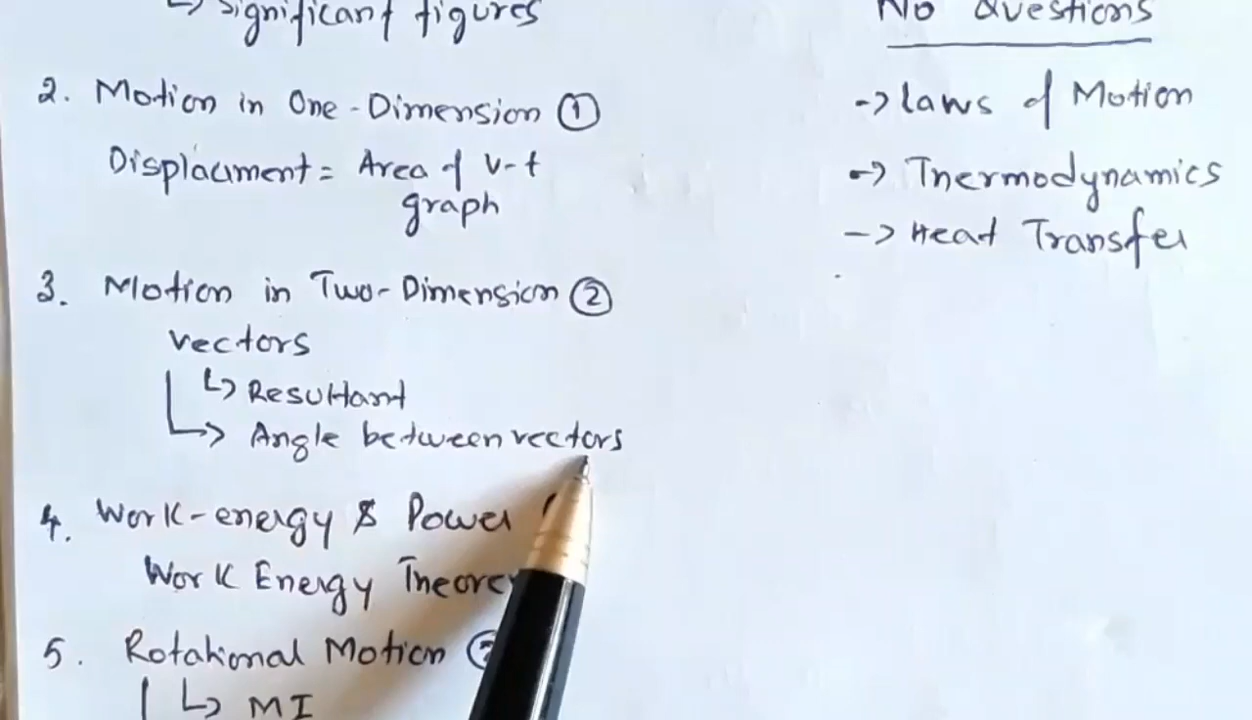 ↳ Significant figures
2. Motion in One-Dimension ①
Displacment = Area of v-t
graph
3. Motion in Two-Dimension ②
vectors
↳ Resultant
↳ Angle between vectors
4. Work-energy & Power
Work Energy
5. Rotational Motion
↳ MI
No Questions
-> Laws of Motion
-> Thermodynamics
-> Heat Transfer